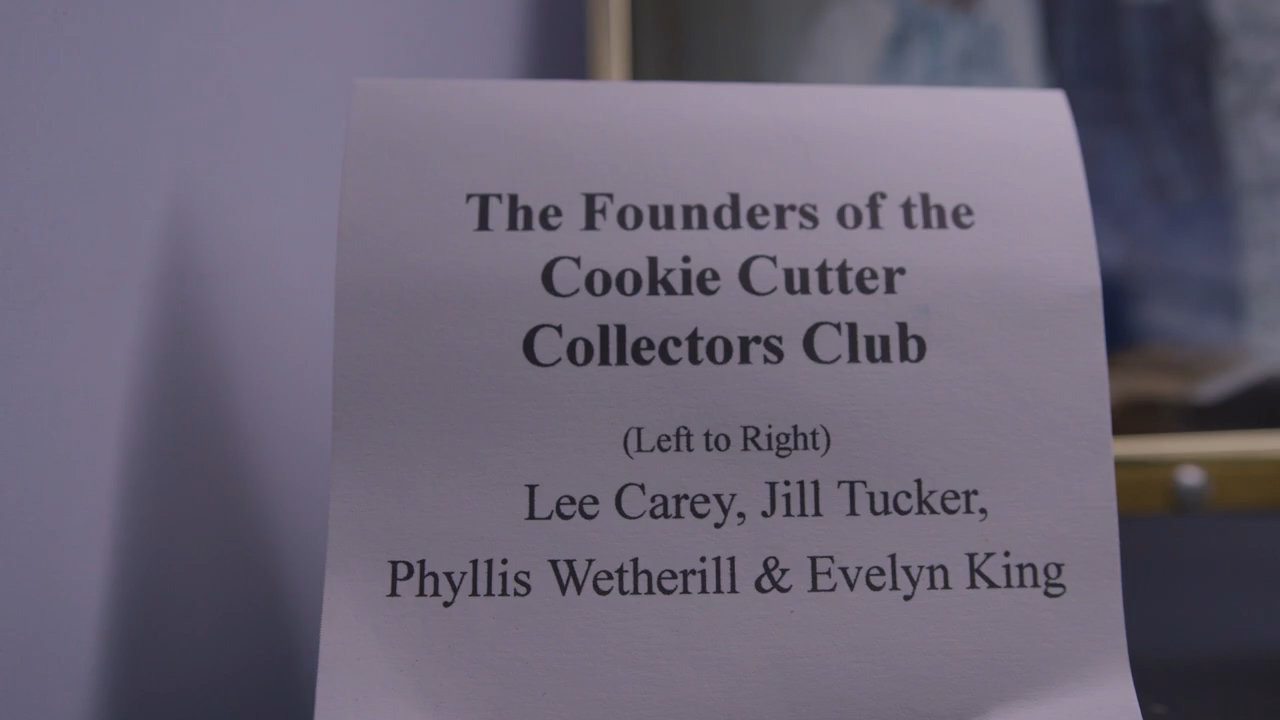 The Founders of the
Cookie Cutter
Collectors Club
(Left to Right)
Lee Carey, Jill Tucker,
Phyllis Wetherill & Evelyn King